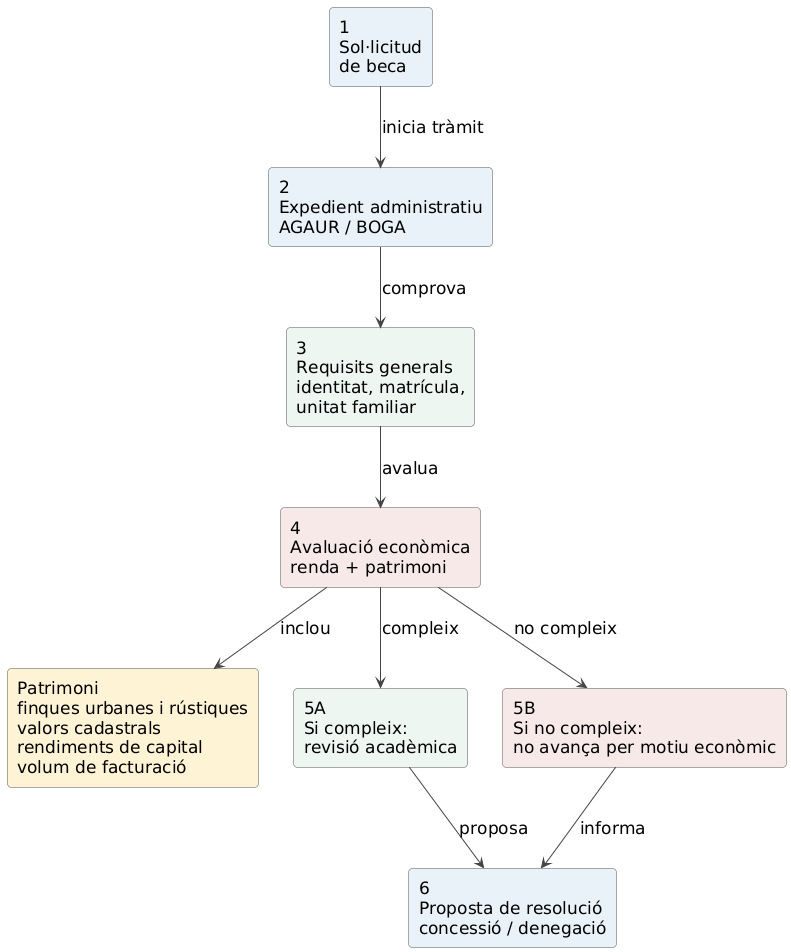 1
Sol·licitud
de beca
inicia tràmit
2
Expedient administratiu
AGAUR / BOGA
comprova
3
Requisits generals
identitat, matrícula,
unitat familiar
avalua
4
Avaluació econòmica
renda + patrimoni
inclou
compleix
no compleix
Patrimoni
finques urbanes i rústiques
valors cadastrals
rendiments de capital
volum de facturació
5A
Si compleix:
revisió acadèmica
5B
Si no compleix:
no avança per motiu econòmic
proposa
informa
6
Proposta de resolució
concessió / denegació